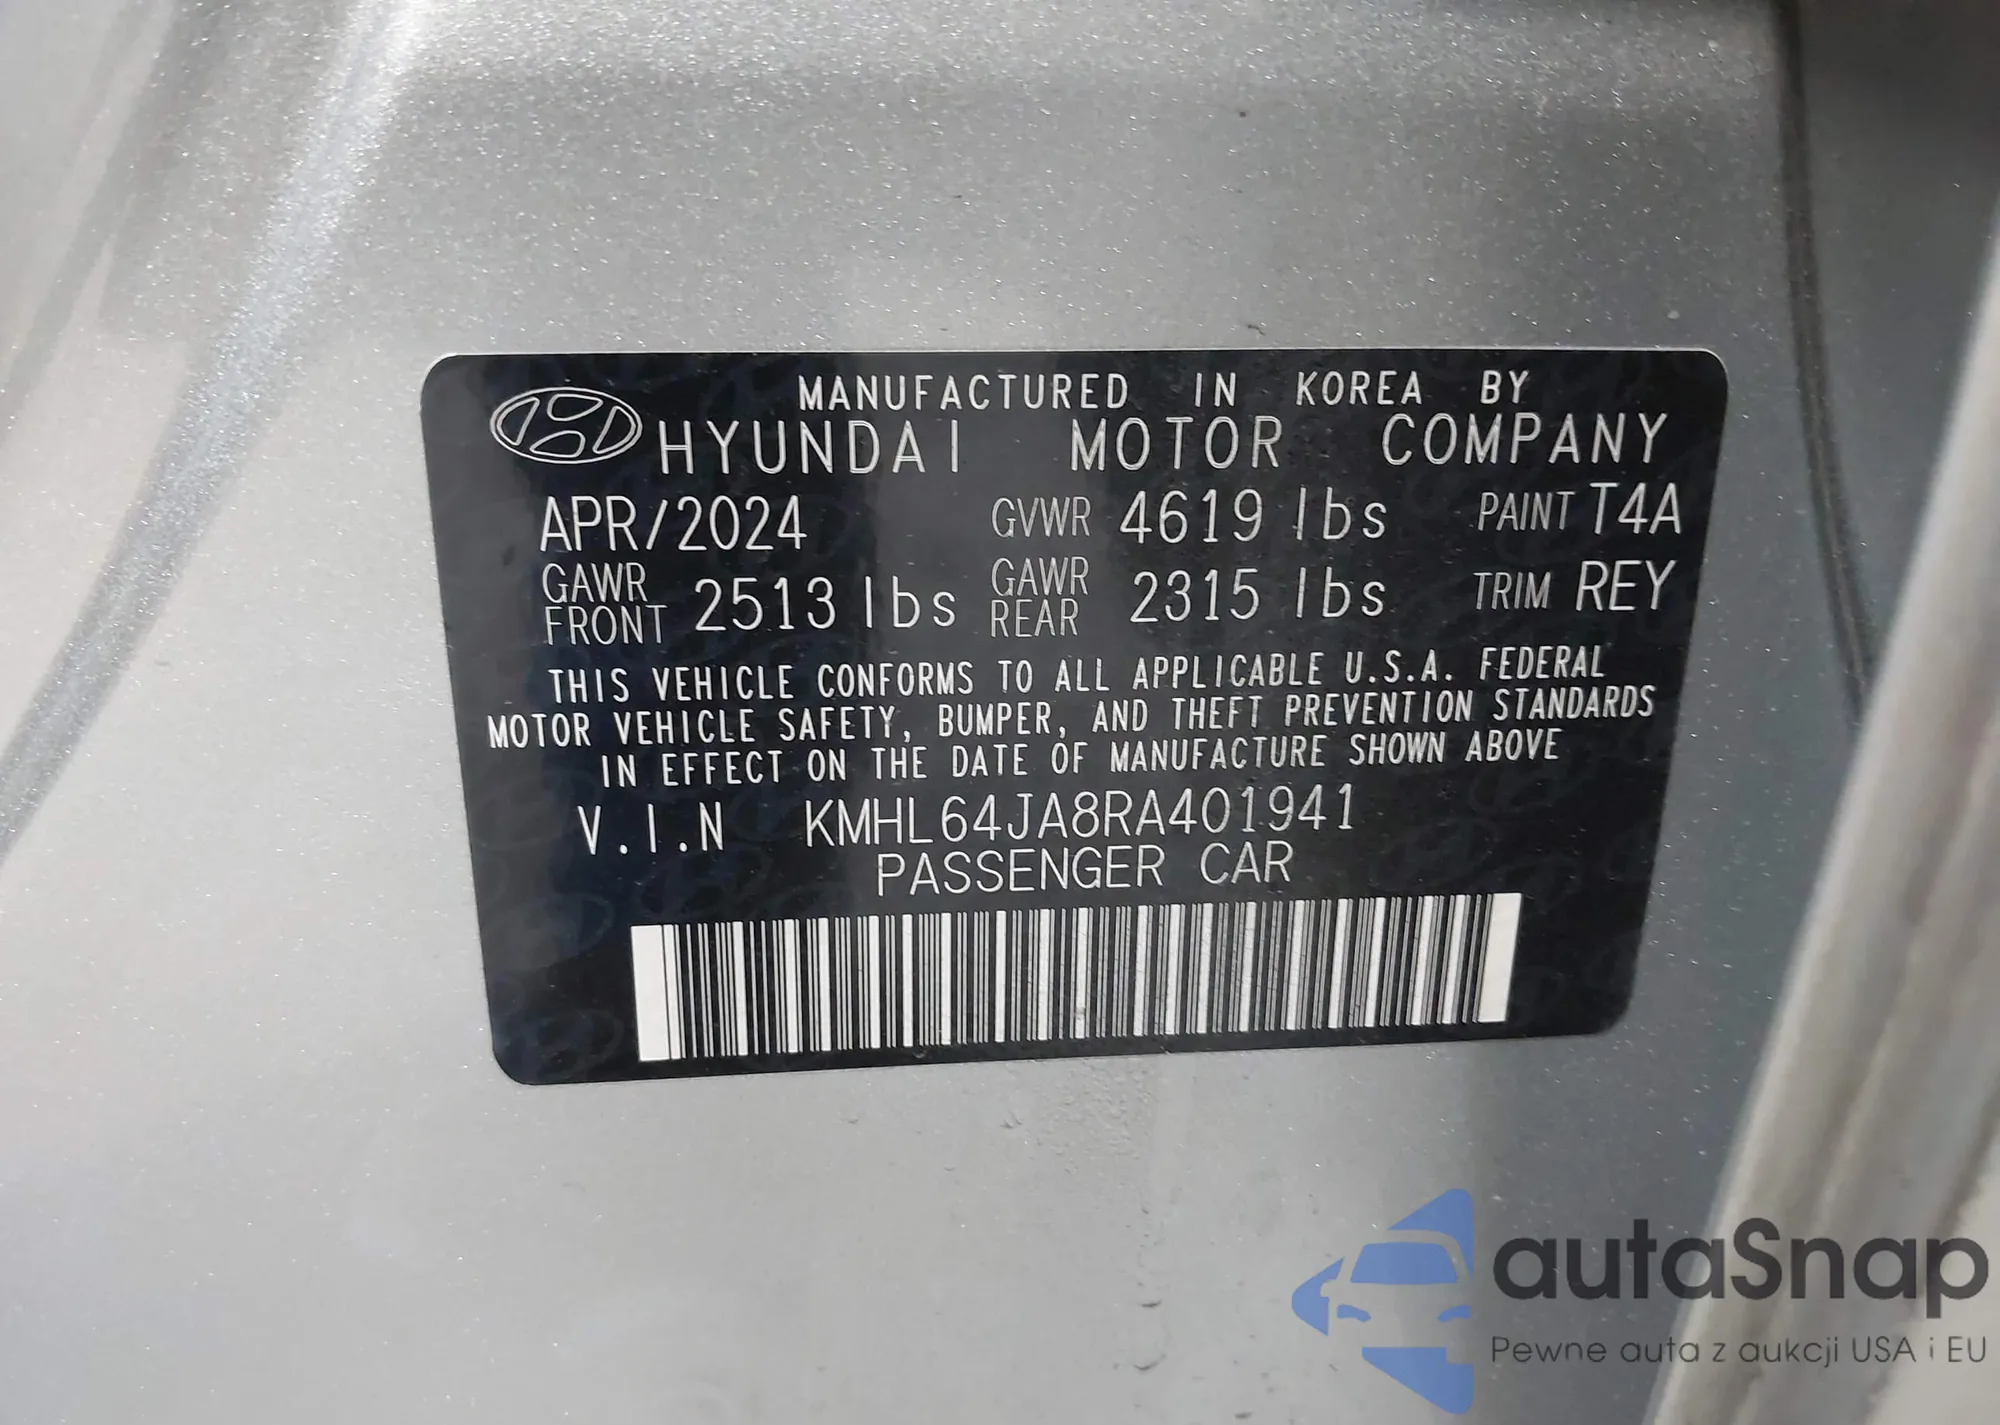 MANUFACTURED IN KOREA BY
HYUNDAI MOTOR COMPANY
APR/2024 GVWR 4619 lbs PAINT T4A
GAWR FRONT 2513 lbs GAWR REAR 2315 lbs TRIM REY
THIS VEHICLE CONFORMS TO ALL APPLICABLE U.S.A. FEDERAL
MOTOR VEHICLE SAFETY, BUMPER, AND THEFT PREVENTION STANDARDS
IN EFFECT ON THE DATE OF MANUFACTURE SHOWN ABOVE
V.I.N KMHL64JA8RA401941
PASSENGER CAR
autaSnap
Pewne auta z aukcji USA i EU